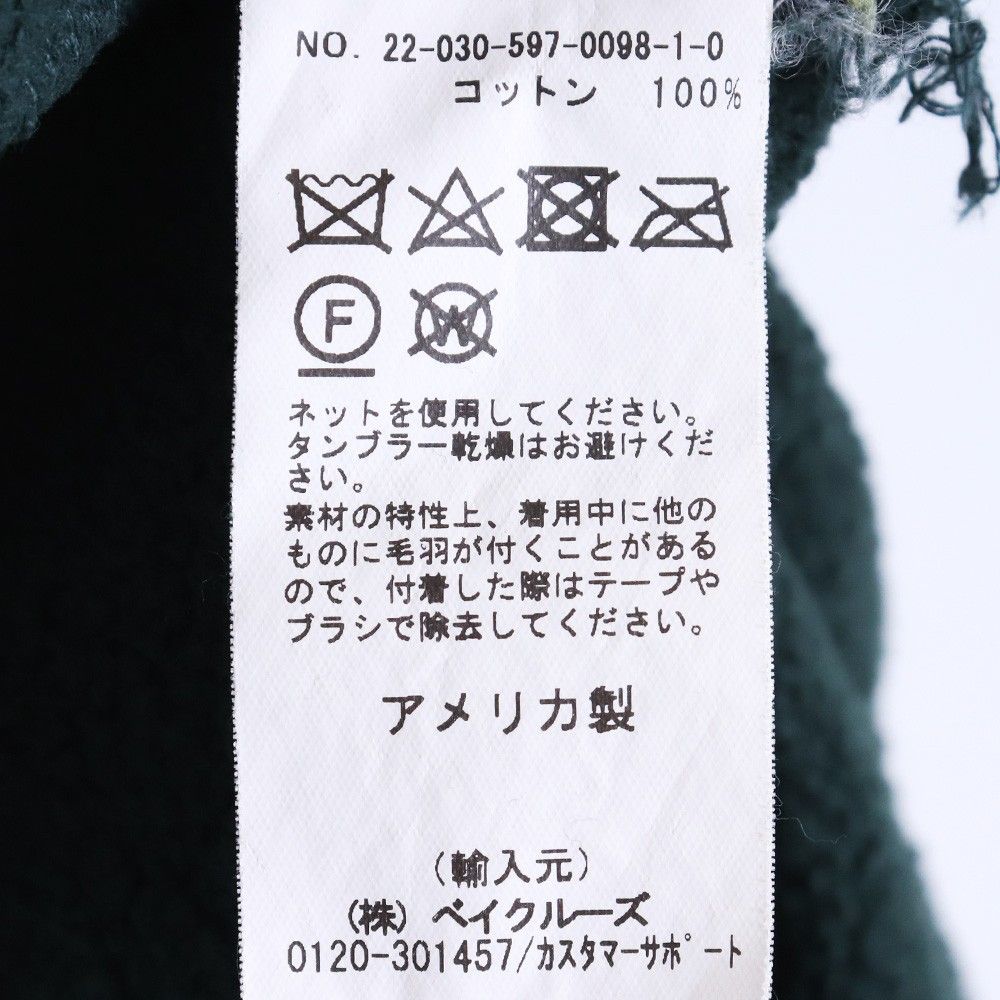 NO. 22-030-597-0098-1-0
コットン 100%
F
W
ネットを使用してください。
タンブラー乾燥はお避けくだ
さい。
素材の特性上、着用中に他の
ものに毛羽が付くことがある
ので、付着した際はテープや
ブラシで除去してください。
アメリカ製
(輸入元)
(株) ベイクルーズ
0120-301457/カスタマーサポート